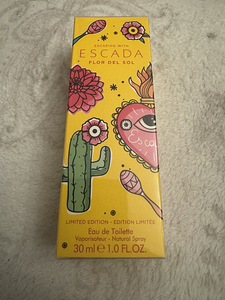 ESCAPING WITH
ESCADA
FLOR DEL SOL
Esca
LIMITED EDITION - EDITION LIMITÉE
Eau de Toilette
Vaporisateur - Natural Spray
30 ml ℮ 1.0 FL.OZ.